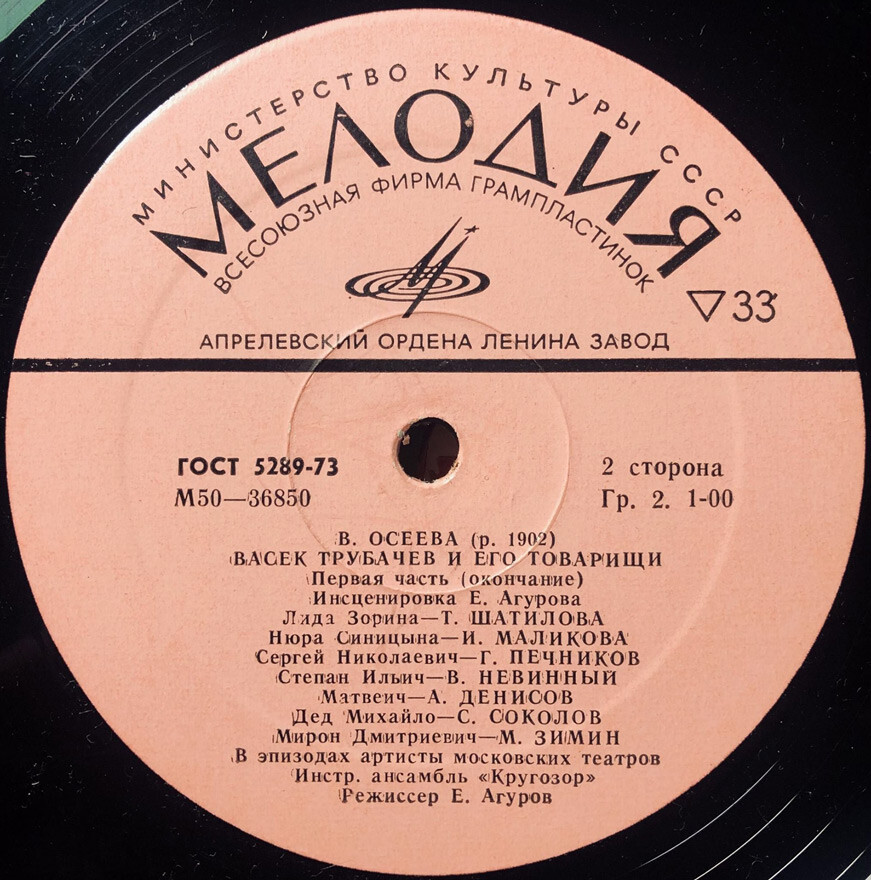 МИНИСТЕРСТВО КУЛЬТУРЫ СССР
МЕЛОДИЯ
ВСЕСОЮЗНАЯ ФИРМА ГРАМПЛАСТИНОК
▽33
АПРЕЛЕВСКИЙ ОРДЕНА ЛЕНИНА ЗАВОД
ГОСТ 5289-73
М50—36850
2 сторона
Гр. 2. 1-00
В. ОСЕЕВА (р. 1902)
ВАСЕК ТРУБАЧЕВ И ЕГО ТОВАРИЩИ
Первая часть (окончание)
Инсценировка Е. Агурова
Лида Зорина—Т. ШАТИЛОВА
Нюра Синицына—И. МАЛИКОВА
Сергей Николаевич—Г. ПЕЧНИКОВ
Степан Ильич—В. НЕВИННЫЙ
Матвеич—А. ДЕНИСОВ
Дед Михайло—С. СОКОЛОВ
Мирон Дмитриевич—М. ЗИМИН
В эпизодах артисты московских театров
Инстр. ансамбль «Кругозор»
Режиссер Е. Агуров